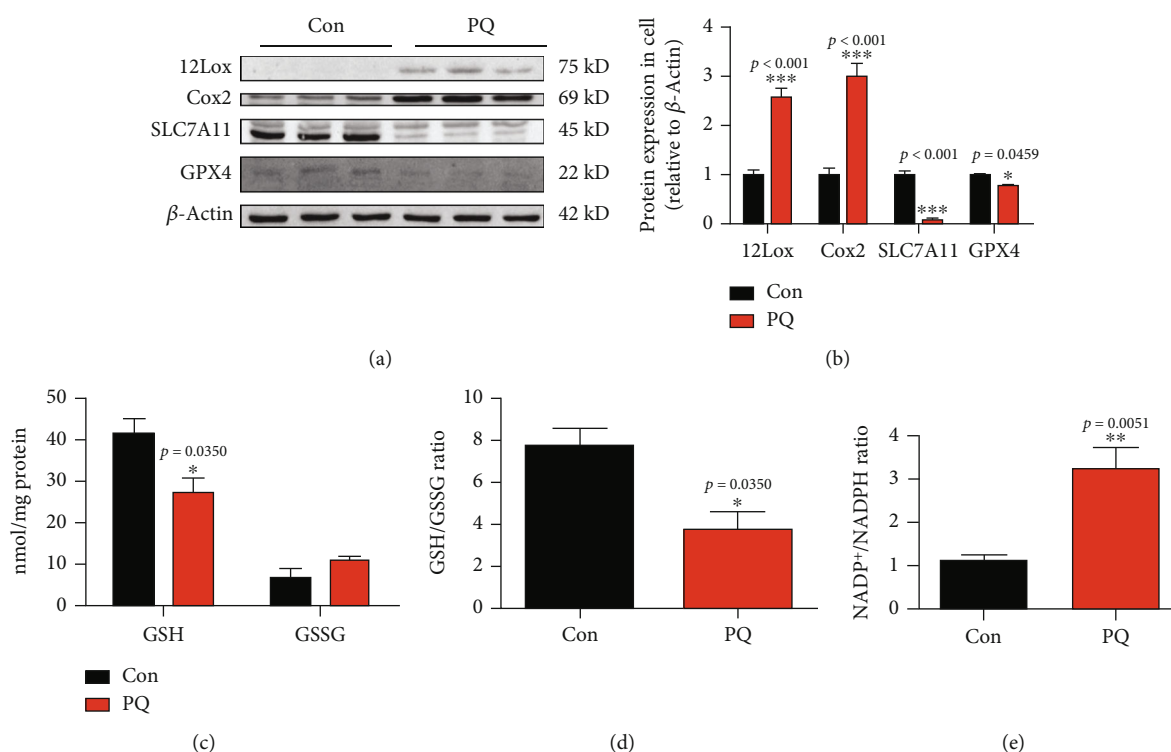 Con PQ
12Lox 75 kD
Cox2 69 kD
SLC7A11 45 kD
GPX4 22 kD
β-Actin 42 kD
(a)
Protein expression in cell
(relative to β-Actin)
4
3
2
1
0
p < 0.001
***
p < 0.001
***
p < 0.001
***
p = 0.0459
*
12Lox Cox2 SLC7A11 GPX4
Con
PQ
(b)
nmol/mg protein
50
40
30
20
10
0
p = 0.0350
*
GSH GSSG
Con
PQ
(c)
GSH/GSSG ratio
10
8
6
4
2
0
p = 0.0350
*
Con PQ
(d)
NADP⁺/NADPH ratio
4
3
2
1
0
p = 0.0051
**
Con PQ
(e)